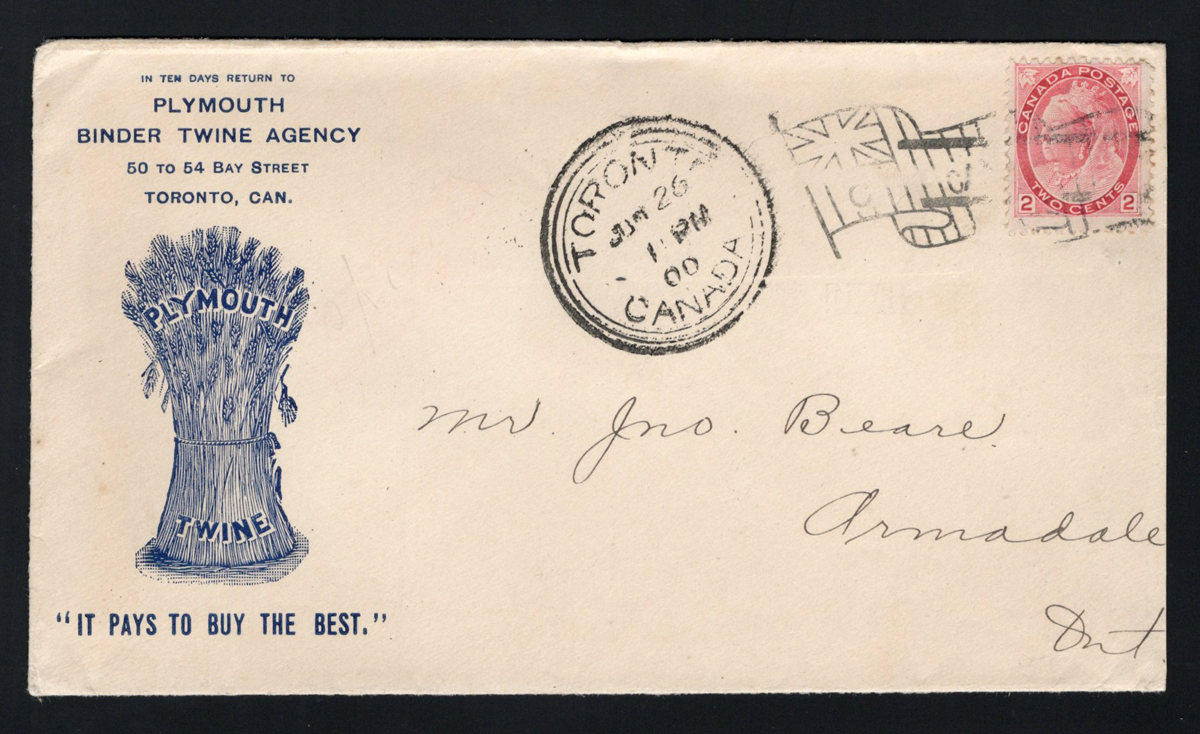 IN TEN DAYS RETURN TO
PLYMOUTH
BINDER TWINE AGENCY
50 TO 54 BAY STREET
TORONTO, CAN.
PLYMOUTH
TWINE
"IT PAYS TO BUY THE BEST."
TORONTO
26
PM
00
CANADA
CANADA POSTAGE
TWO CENTS
2 2
Mr. Jno. Beare
Armadale
Ont